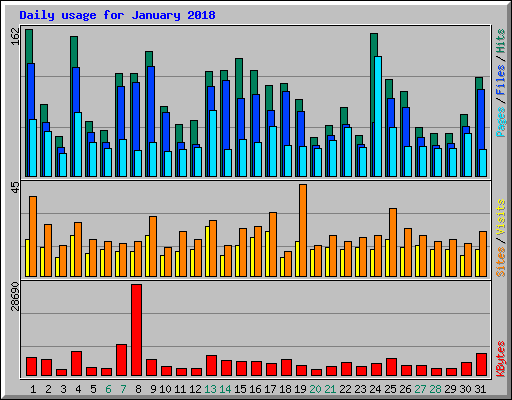 Daily usage for January 2018
162
Pages / Files / Hits
45
Sites / Visits
28690
KBytes
1 2 3 4 5 6 7 8 9 10 11 12 13 14 15 16 17 18 19 20 21 22 23 24 25 26 27 28 29 30 31